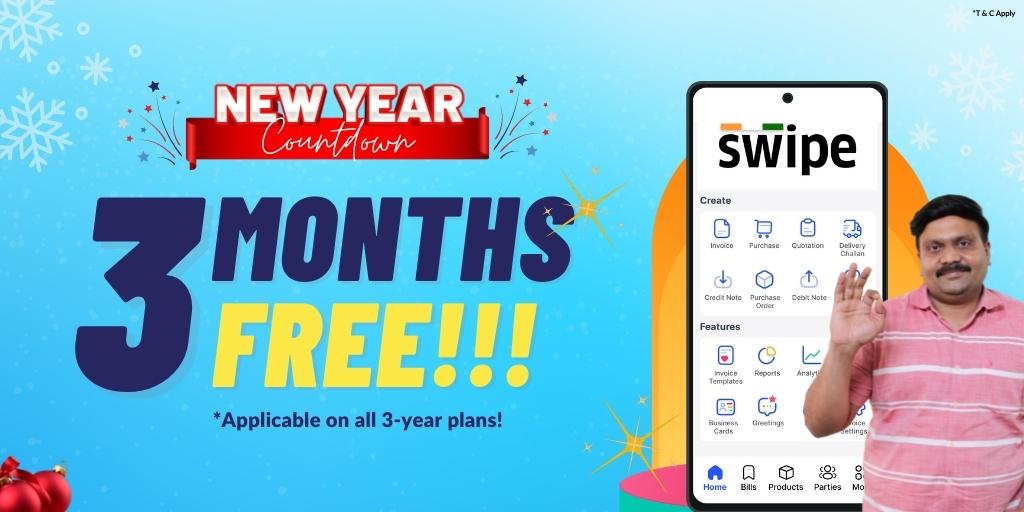 *T & C Apply
NEW YEAR
Countdown
3 MONTHS
FREE!!!
*Applicable on all 3-year plans!
swipe
Create
Invoice Purchase Quotation Delivery Challan
Credit Note Purchase Order Debit Note
Features
Invoice Templates Reports
Business Cards Greetings
Home Bills Products Parties